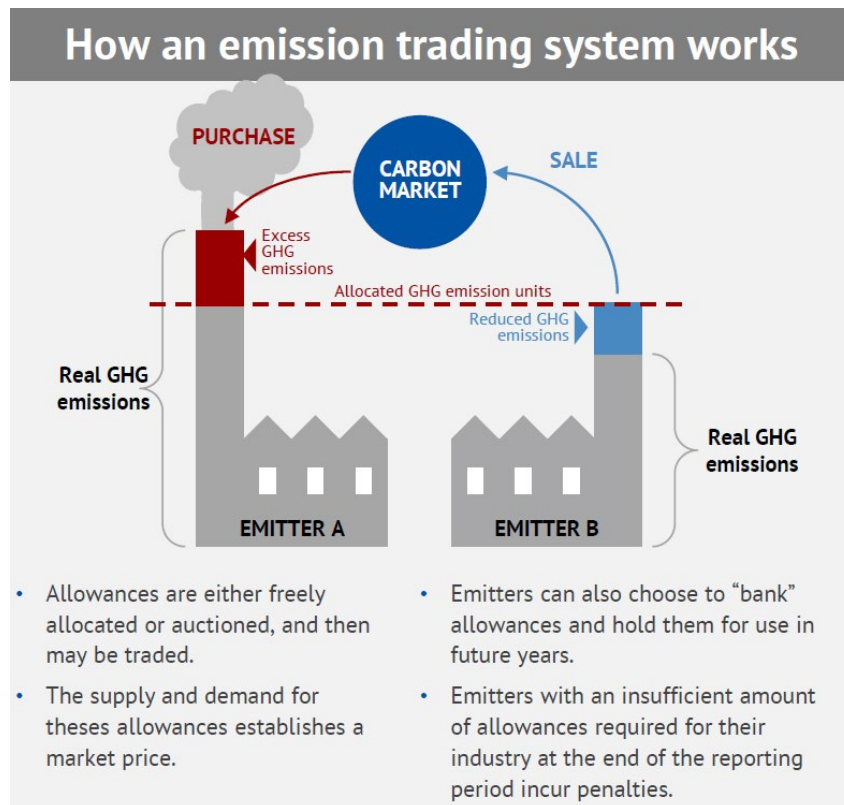 How an emission trading system works
PURCHASE
CARBON
MARKET
SALE
Excess
GHG
emissions
Allocated GHG emission units
Reduced GHG
emissions
Real GHG
emissions
Real GHG
emissions
EMITTER A
EMITTER B
• Allowances are either freely
allocated or auctioned, and then
may be traded.
• The supply and demand for
theses allowances establishes a
market price.
• Emitters can also choose to “bank”
allowances and hold them for use in
future years.
• Emitters with an insufficient amount
of allowances required for their
industry at the end of the reporting
period incur penalties.